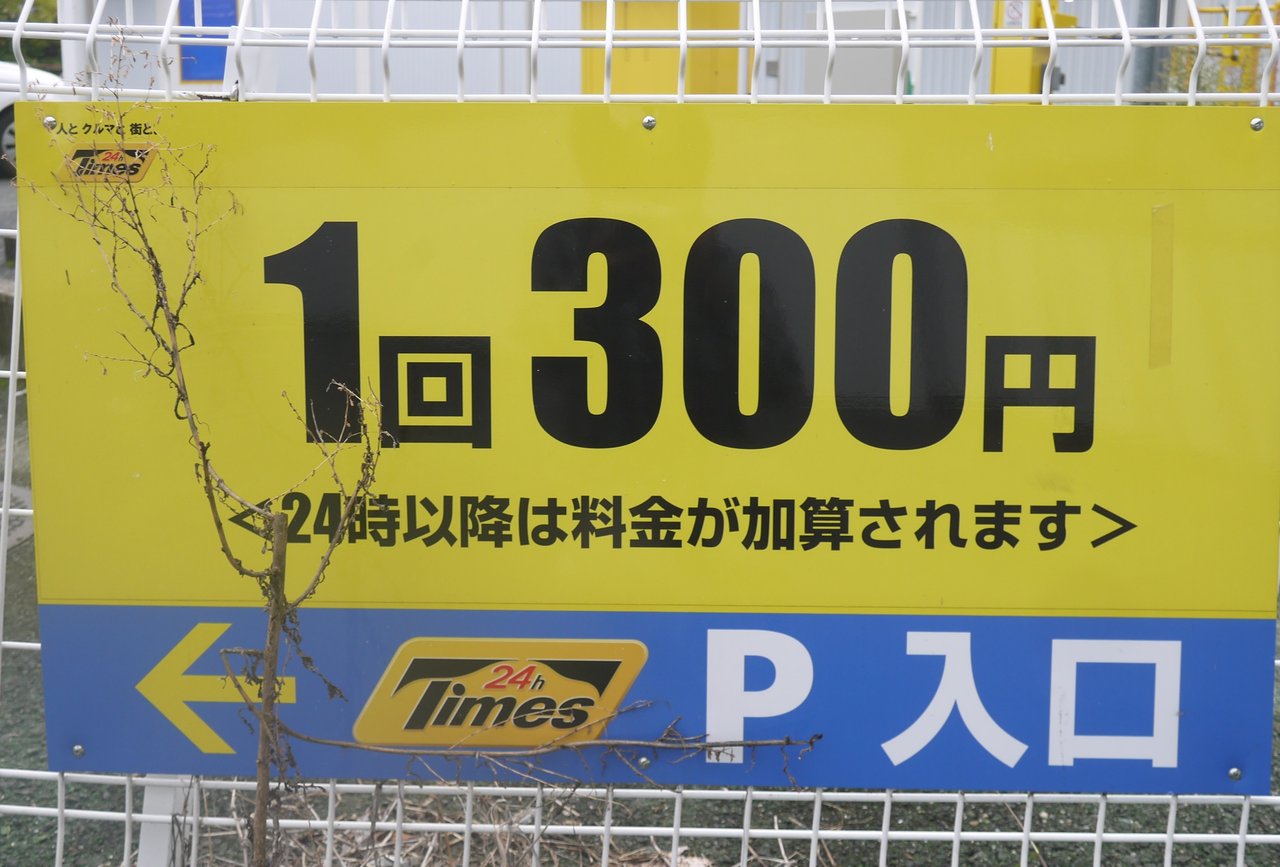 人と クルマと 街と、
24h Times
1回 300円
<24時以降は料金が加算されます>
← 24h Times P 入口